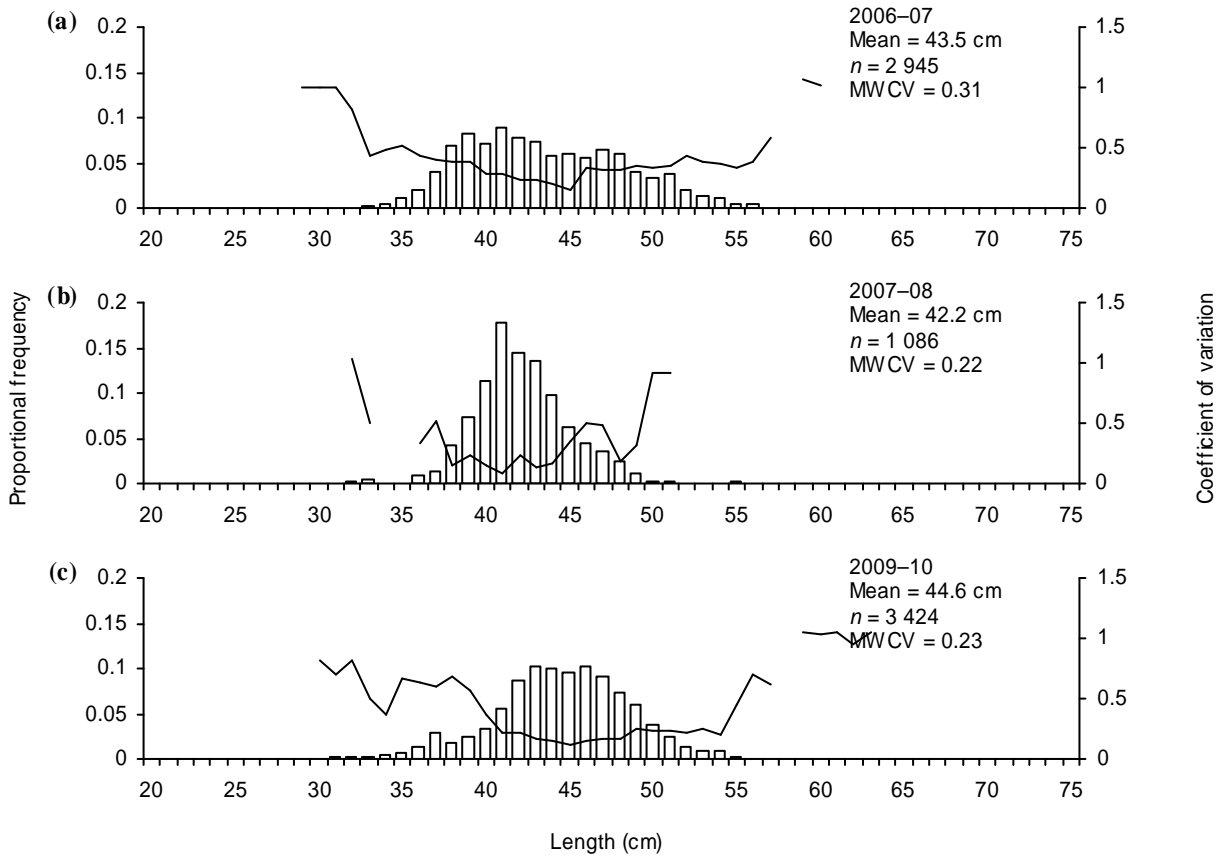 (a)
0.2
0.15
0.1
0.05
0
1.5
1
0.5
0
2006–07
Mean = 43.5 cm
n = 2 945
MWCV = 0.31
20 25 30 35 40 45 50 55 60 65 70 75
(b)
0.2
0.15
0.1
0.05
0
1.5
1
0.5
0
2007–08
Mean = 42.2 cm
n = 1 086
MWCV = 0.22
20 25 30 35 40 45 50 55 60 65 70 75
Proportional frequency
Coefficient of variation
(c)
0.2
0.15
0.1
0.05
0
1.5
1
0.5
0
2009–10
Mean = 44.6 cm
n = 3 424
MWCV = 0.23
20 25 30 35 40 45 50 55 60 65 70 75
Length (cm)